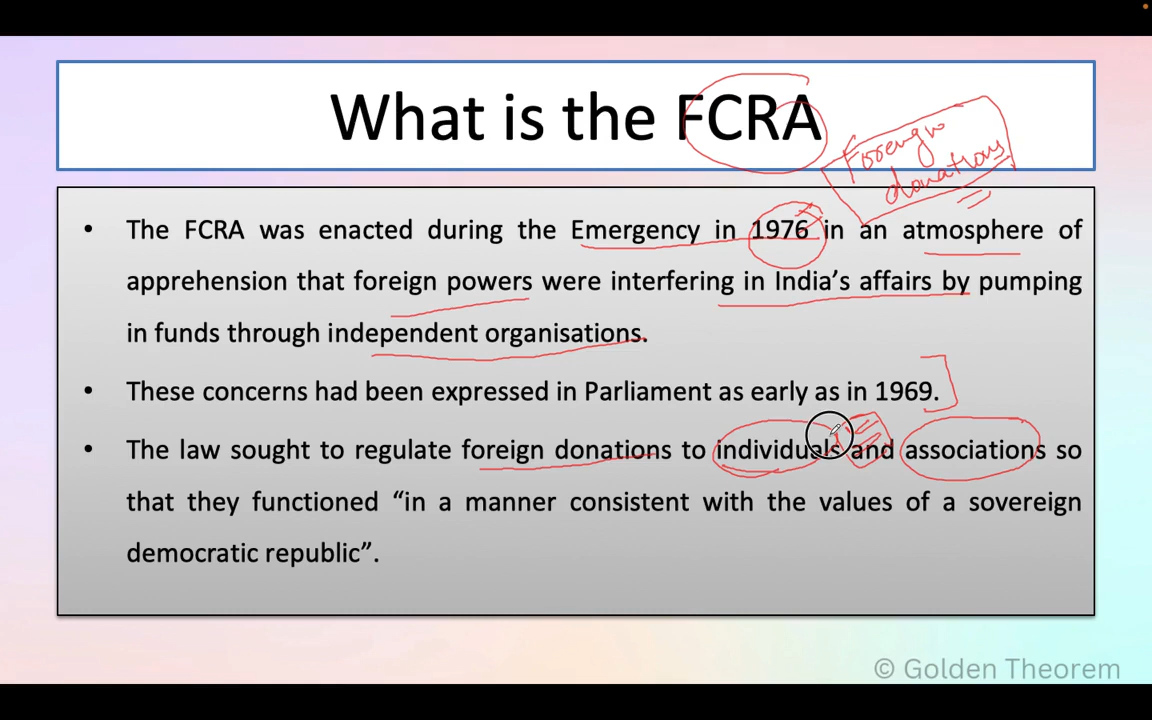 What is the FCRA
Foreign
donations
• The FCRA was enacted during the Emergency in 1976 in an atmosphere of
apprehension that foreign powers were interfering in India’s affairs by pumping
in funds through independent organisations.
• These concerns had been expressed in Parliament as early as in 1969.
• The law sought to regulate foreign donations to individuals and associations so
that they functioned “in a manner consistent with the values of a sovereign
democratic republic”.
© Golden Theorem